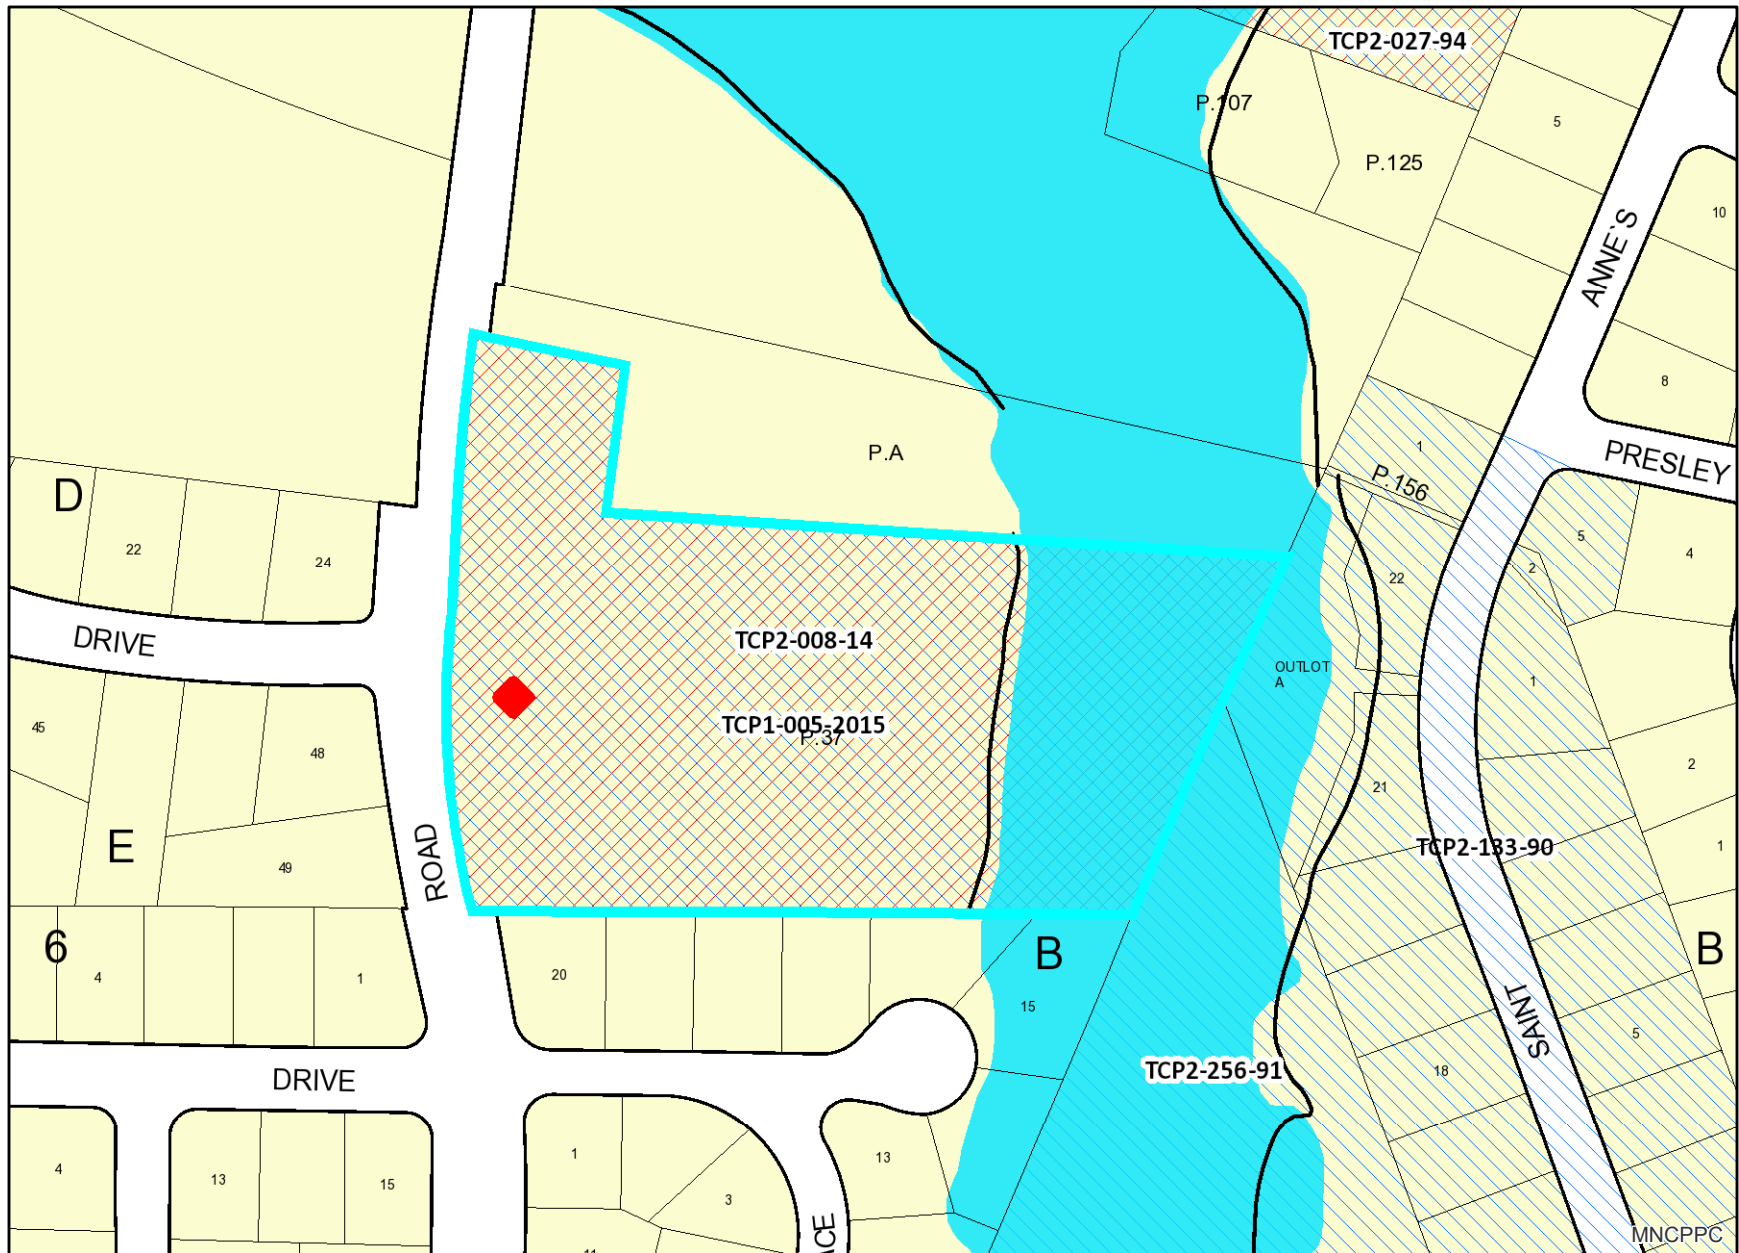 TCP2-027-94
P.107
5
P.125
10
ANNE`S
8
P.A
1
PRESLEY
P.156
D
22
24
5
4
2
22
DRIVE
TCP2-008-14
OUTLOT
A
1
45
48
TCP1-005-2015
P.37
2
21
E
ROAD
49
TCP2-133-90
1
6
4
1
20
B
15
B
SAINT
5
DRIVE
TCP2-256-91
18
4
13
15
1
3
13
MNCPPC